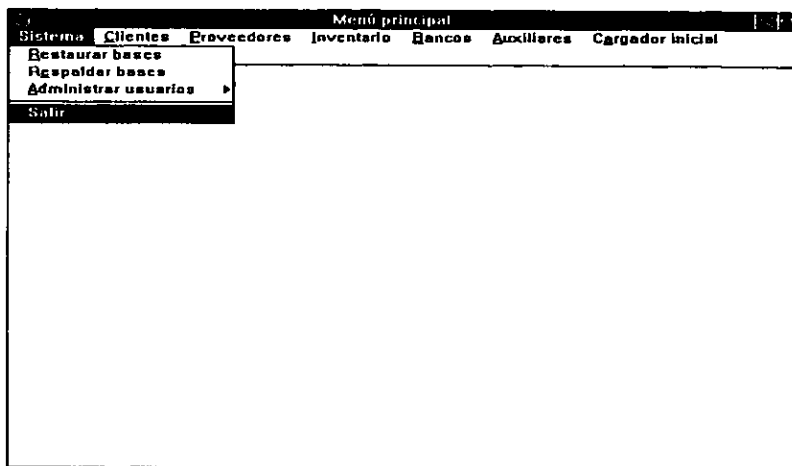 Menú principal
Sistema Clientes Proveedores Inventario Bancos Auxiliares Cargador inicial
Restaurar bases
Respaldar bases
Administrar usuarios
Salir